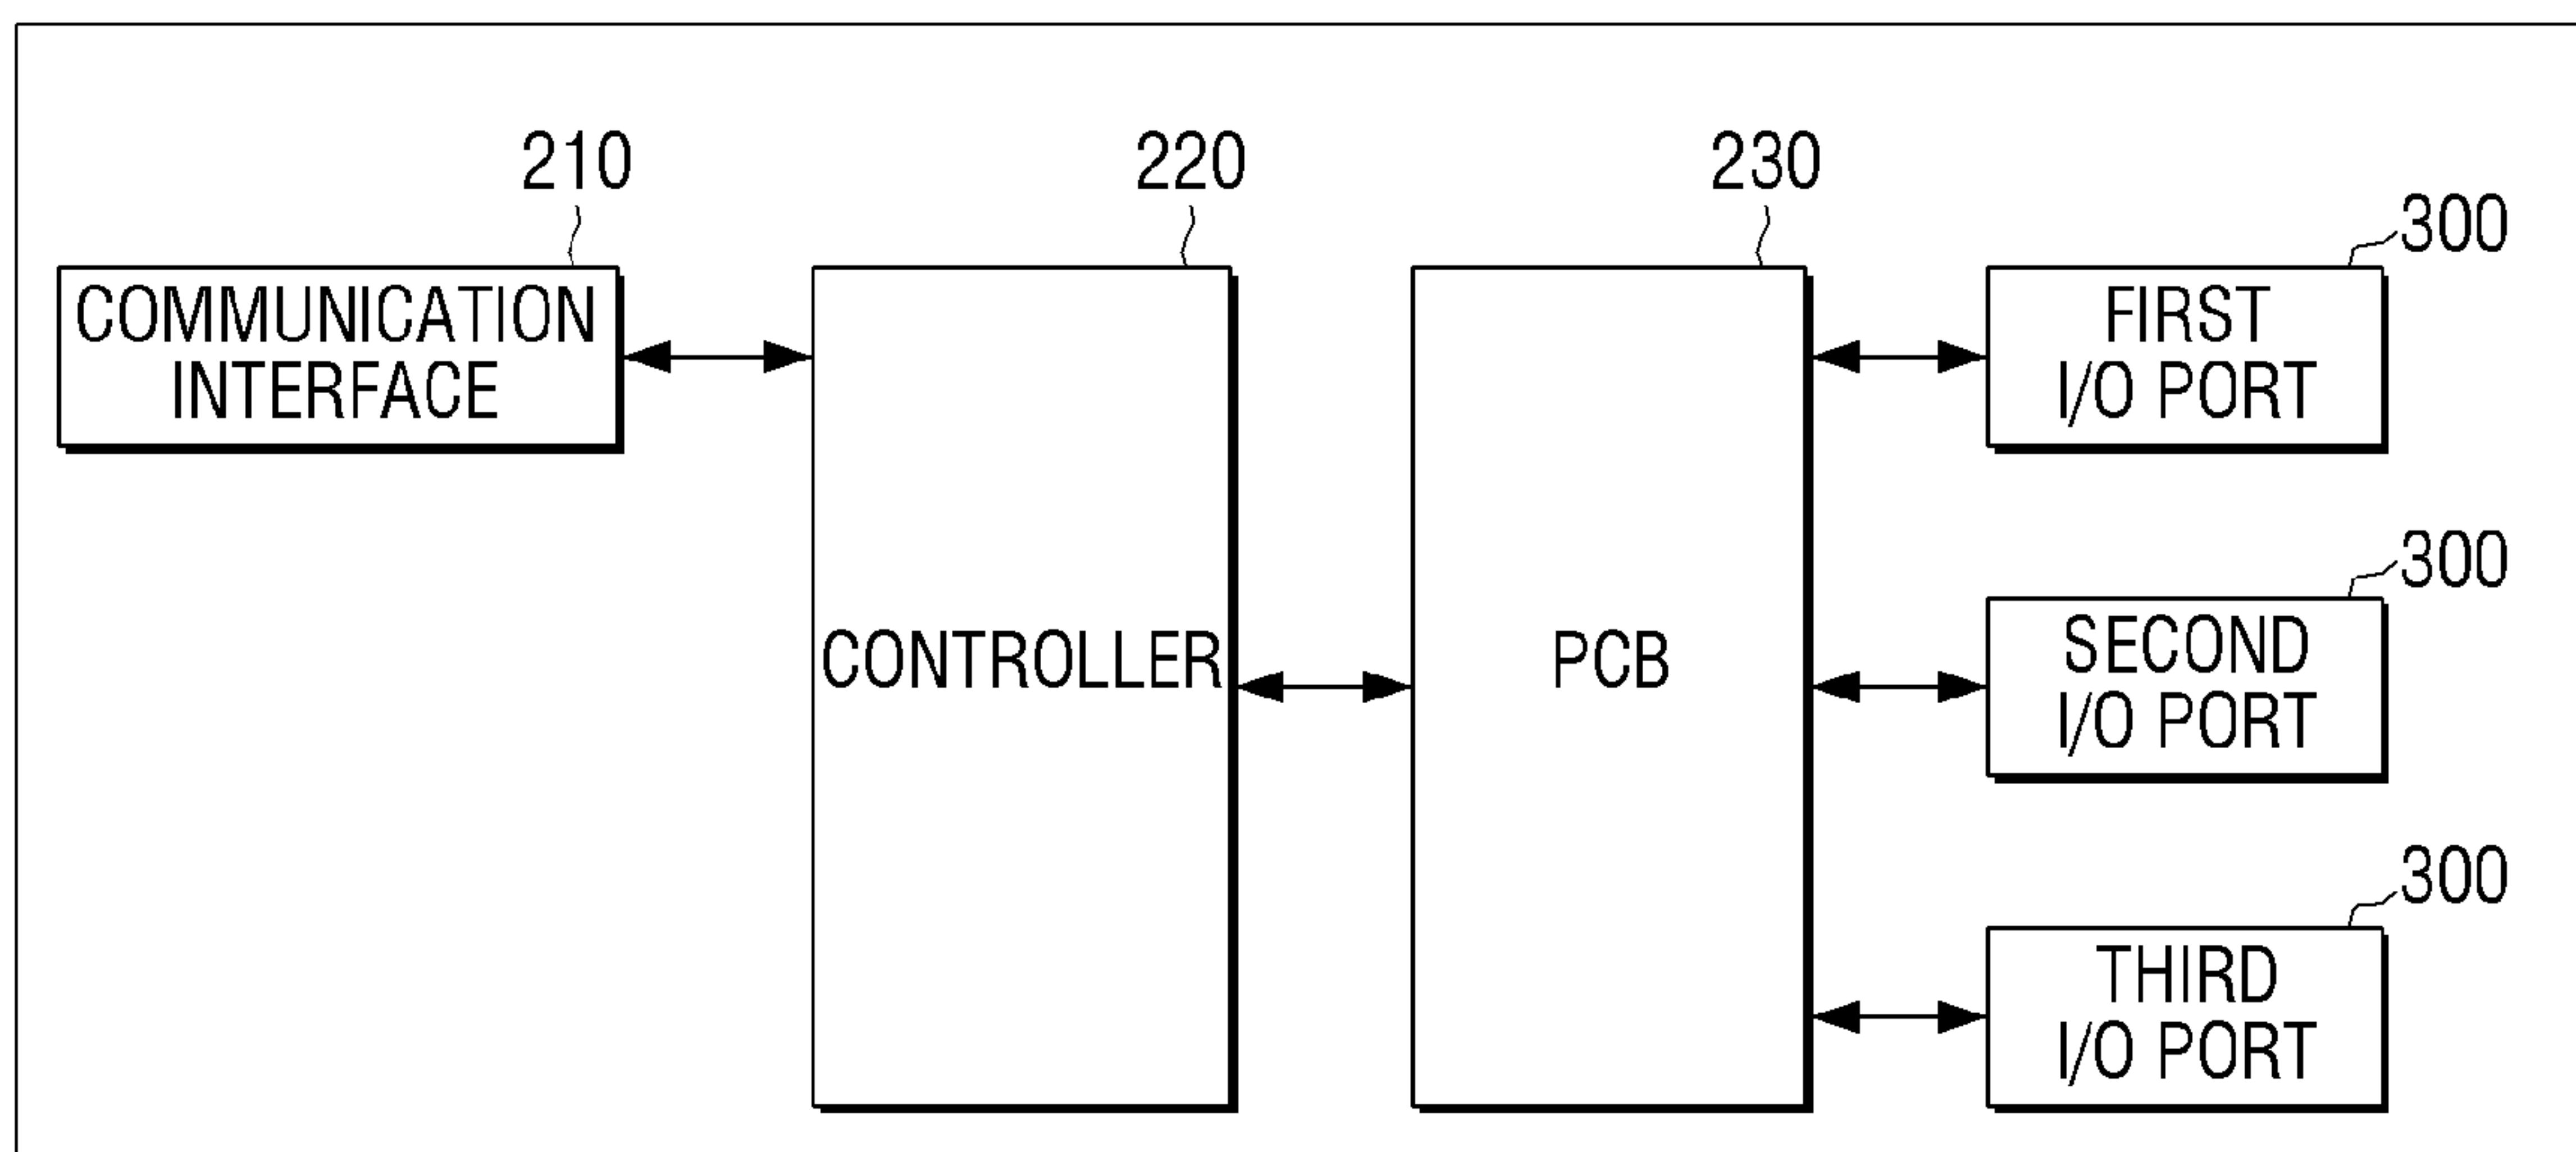 210
220
230
300
COMMUNICATION
INTERFACE
FIRST
I/O PORT
300
CONTROLLER
PCB
SECOND
I/O PORT
300
THIRD
I/O PORT